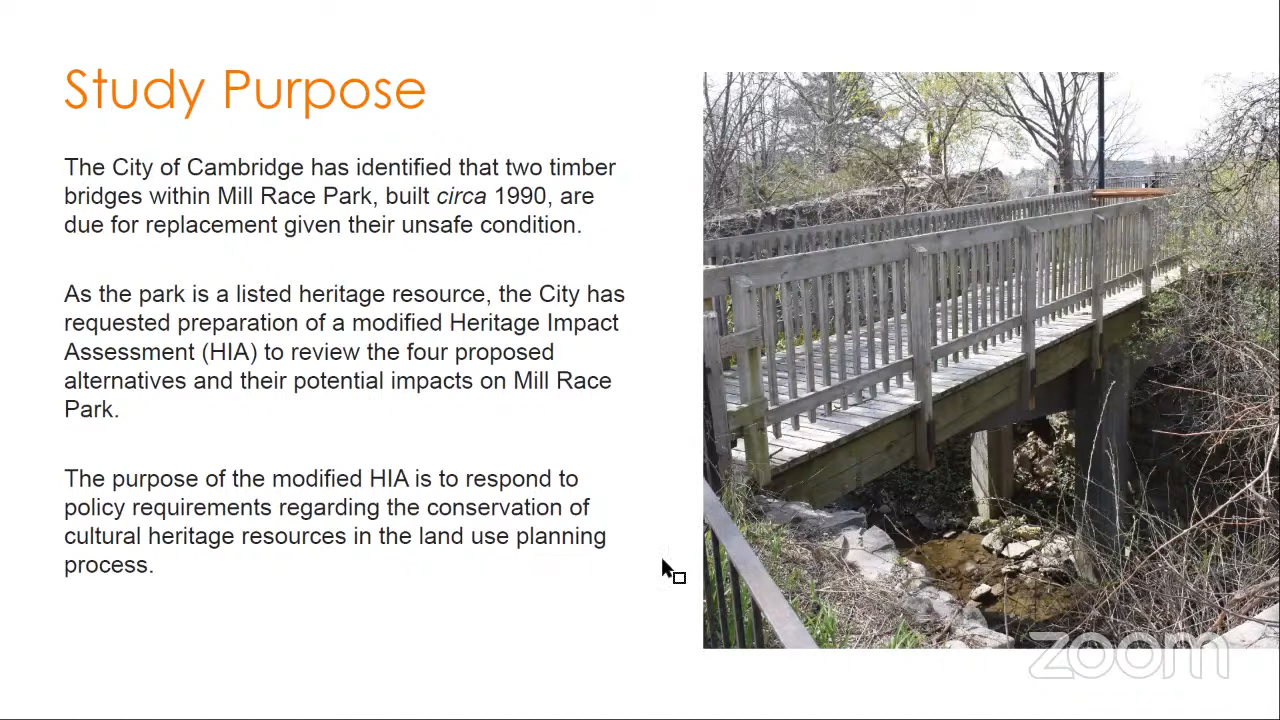 Study Purpose
The City of Cambridge has identified that two timber
bridges within Mill Race Park, built circa 1990, are
due for replacement given their unsafe condition.
As the park is a listed heritage resource, the City has
requested preparation of a modified Heritage Impact
Assessment (HIA) to review the four proposed
alternatives and their potential impacts on Mill Race
Park.
The purpose of the modified HIA is to respond to
policy requirements regarding the conservation of
cultural heritage resources in the land use planning
process.
zoom